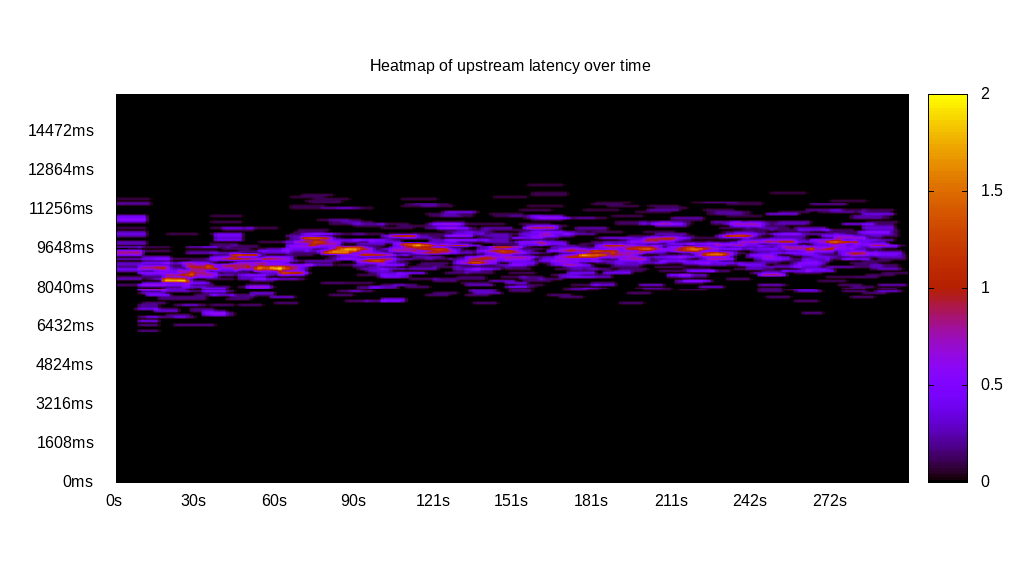 Heatmap of upstream latency over time
14472ms
12864ms
11256ms
9648ms
8040ms
6432ms
4824ms
3216ms
1608ms
0ms
0s 30s 60s 90s 121s 151s 181s 211s 242s 272s
2
1.5
1
0.5
0